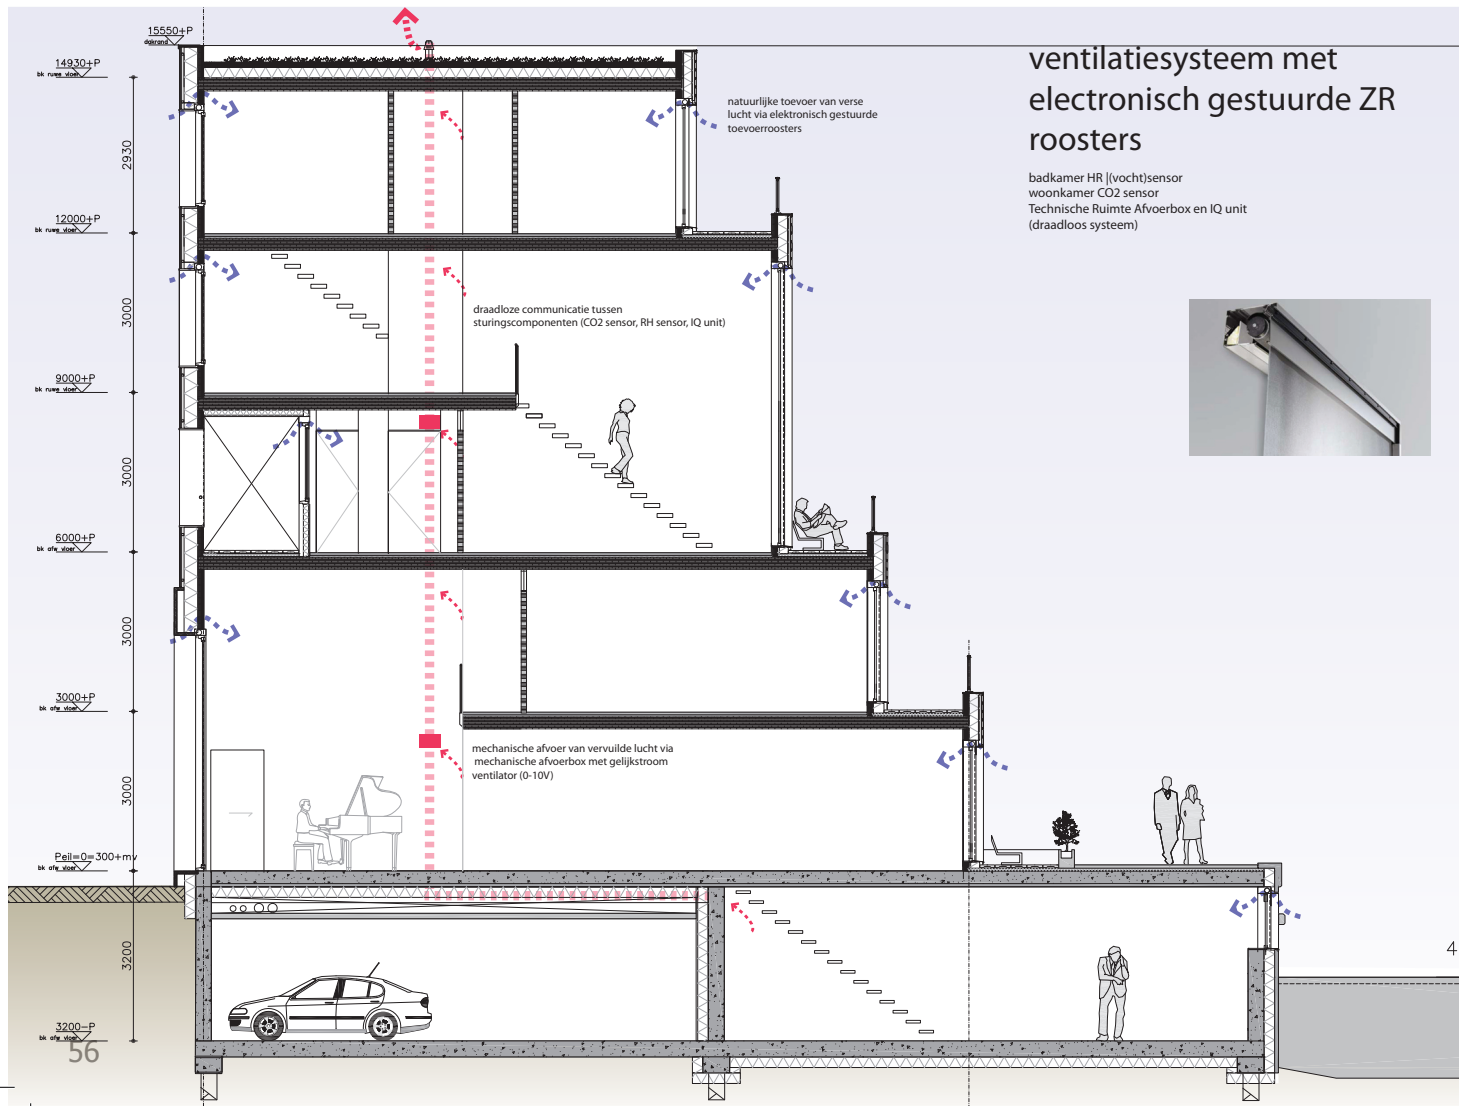 ventilatiesysteem met
electronisch gestuurde ZR
roosters
badkamer HR |(vocht)sensor
woonkamer CO2 sensor
Technische Ruimte Afvoerbox en IQ unit
(draadloos systeem)
natuurlijke toevoer van verse
lucht via elektronisch gestuurde
toevoerroosters
draadloze communicatie tussen
sturingscomponenten (CO2 sensor, RH sensor, IQ unit)
mechanische afvoer van vervuilde lucht via
mechanische afvoerbox met gelijkstroom
ventilator (0-10V)
15550+P
dakrand
14930+P
bk ruwe vloer
2930
12000+P
bk ruwe vloer
3000
9000+P
bk ruwe vloer
3000
6000+P
bk afw vloer
3000
3000+P
bk afw vloer
3000
Peil=0=300+mv
bk afw vloer
3200
3200-P
bk afw vloer
56
4